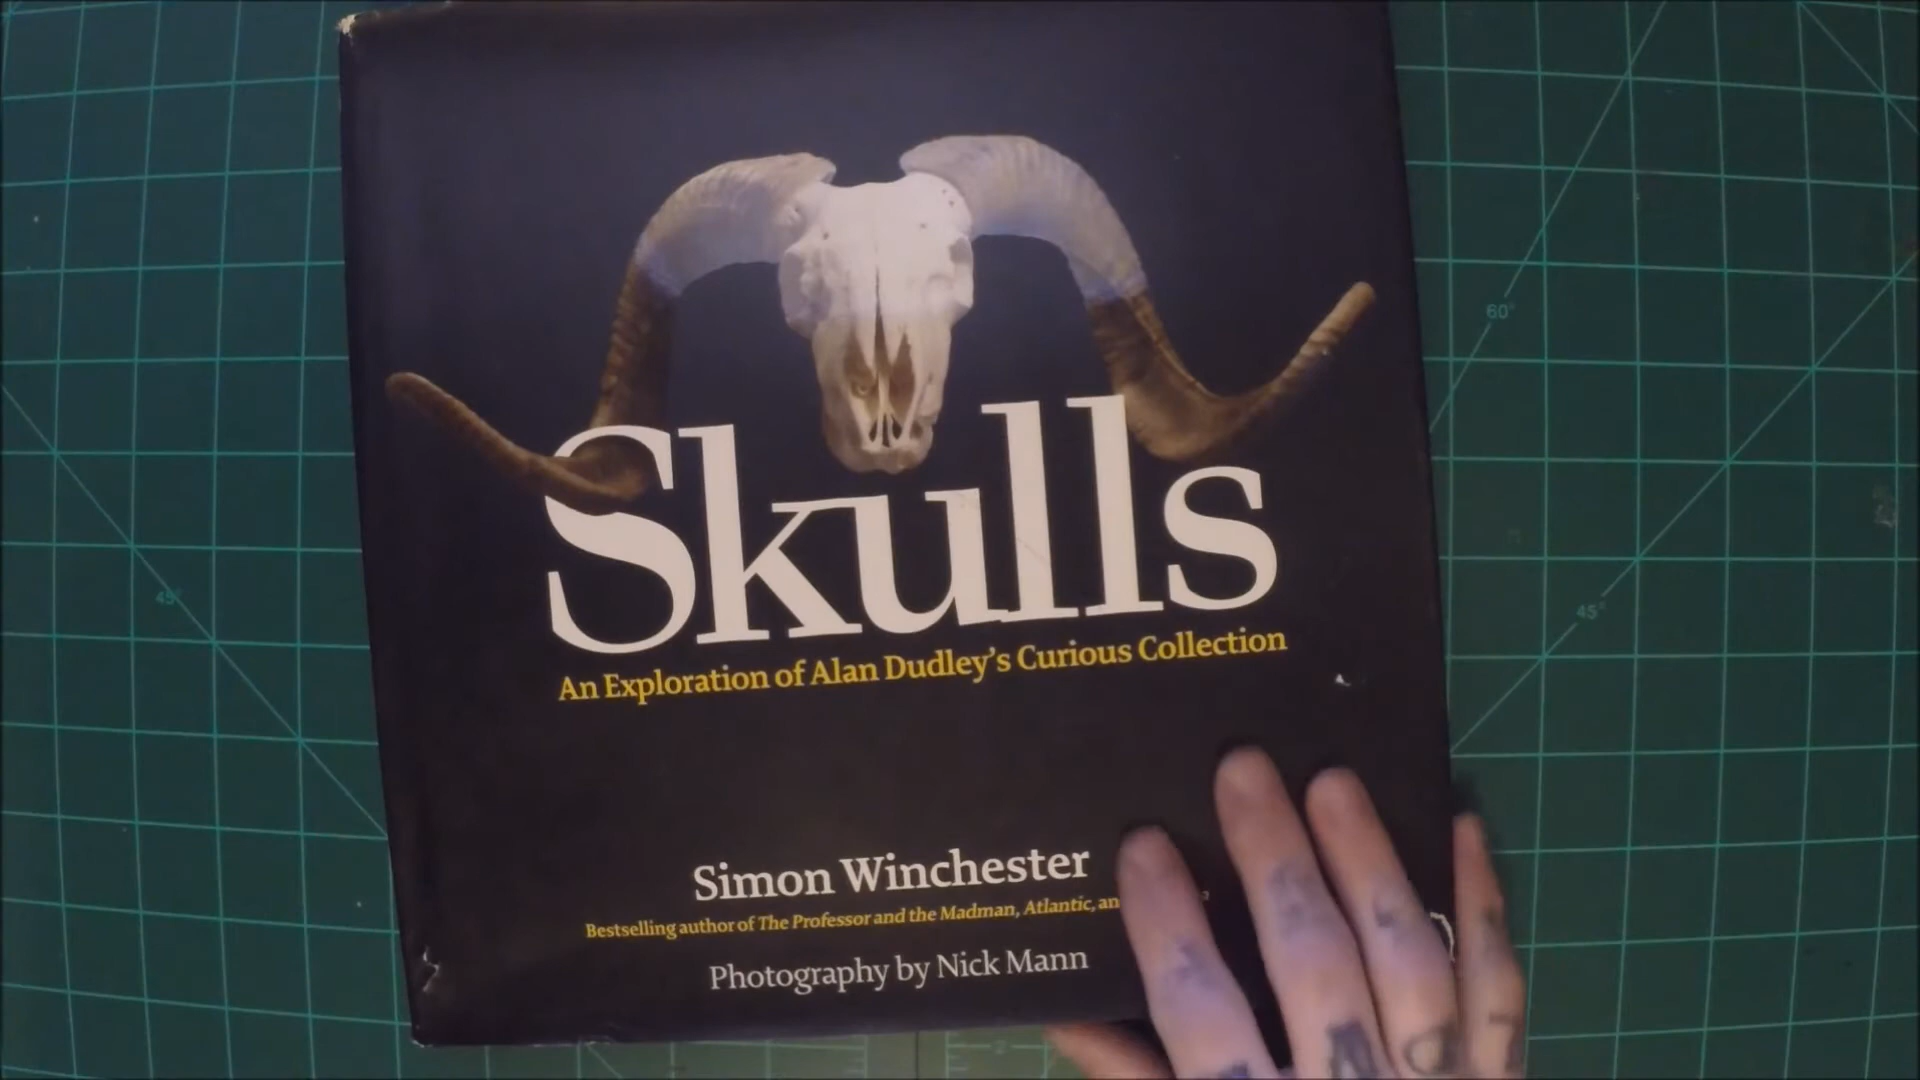 Skulls
An Exploration of Alan Dudley's Curious Collection
Simon Winchester
Bestselling author of The Professor and the Madman, Atlantic,
Photography by Nick Mann
60°
45°
45°